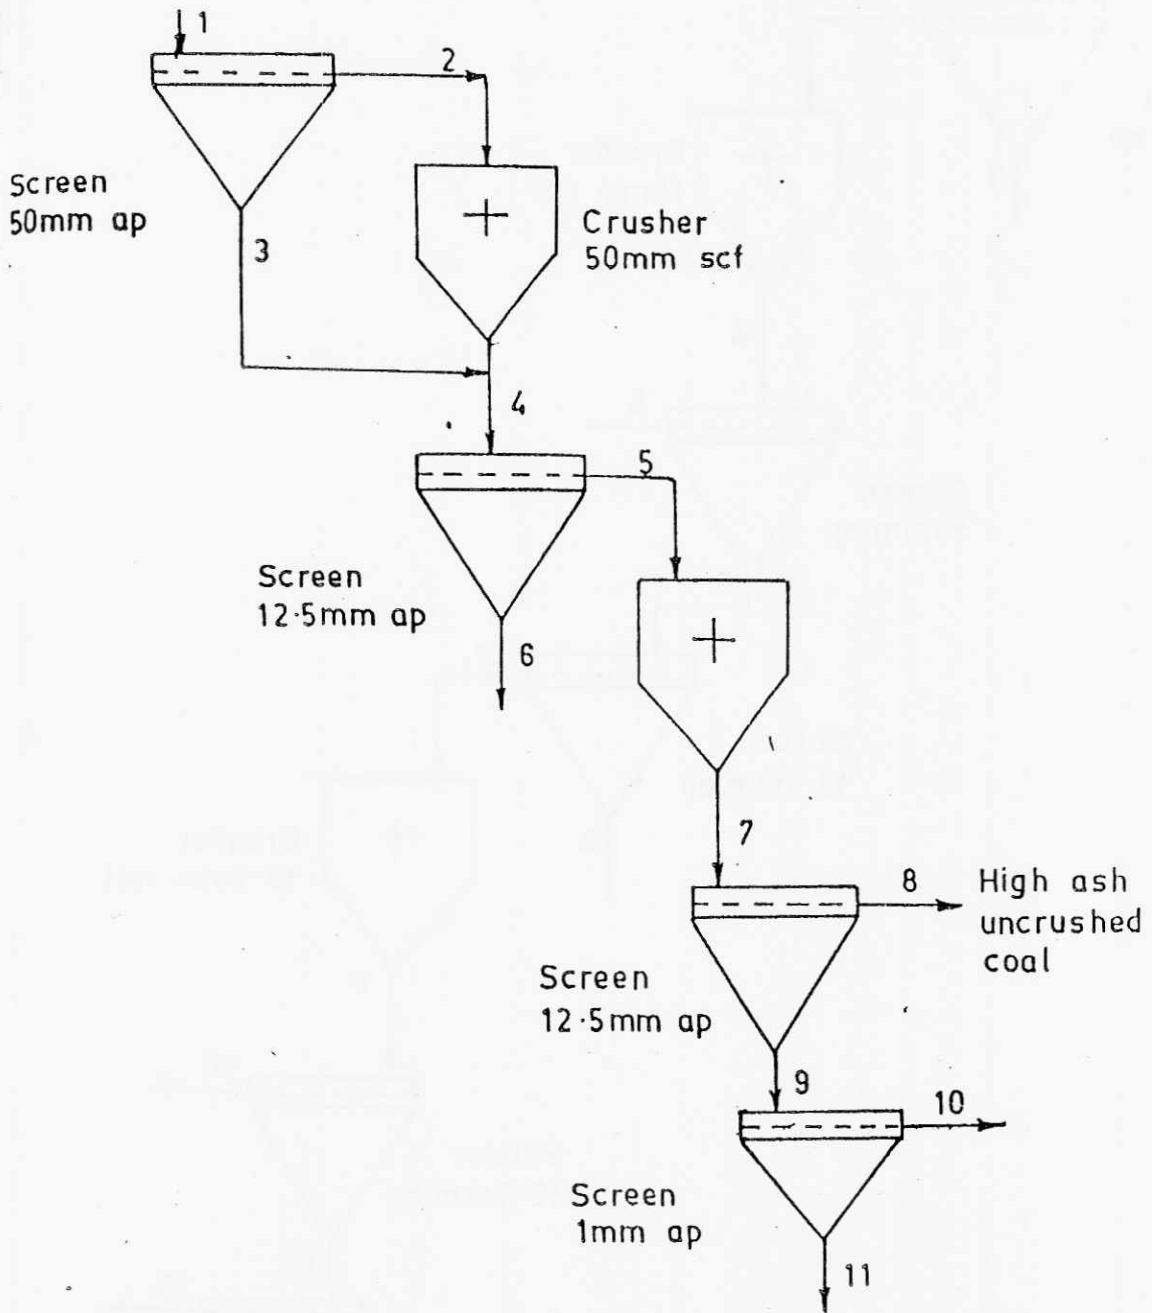 1
2
Screen
50mm ap
3
Crusher
50mm scf
4
5
Screen
12·5mm ap
6
7
8
High ash
uncrushed
coal
Screen
12·5mm ap
9
10
Screen
1mm ap
11